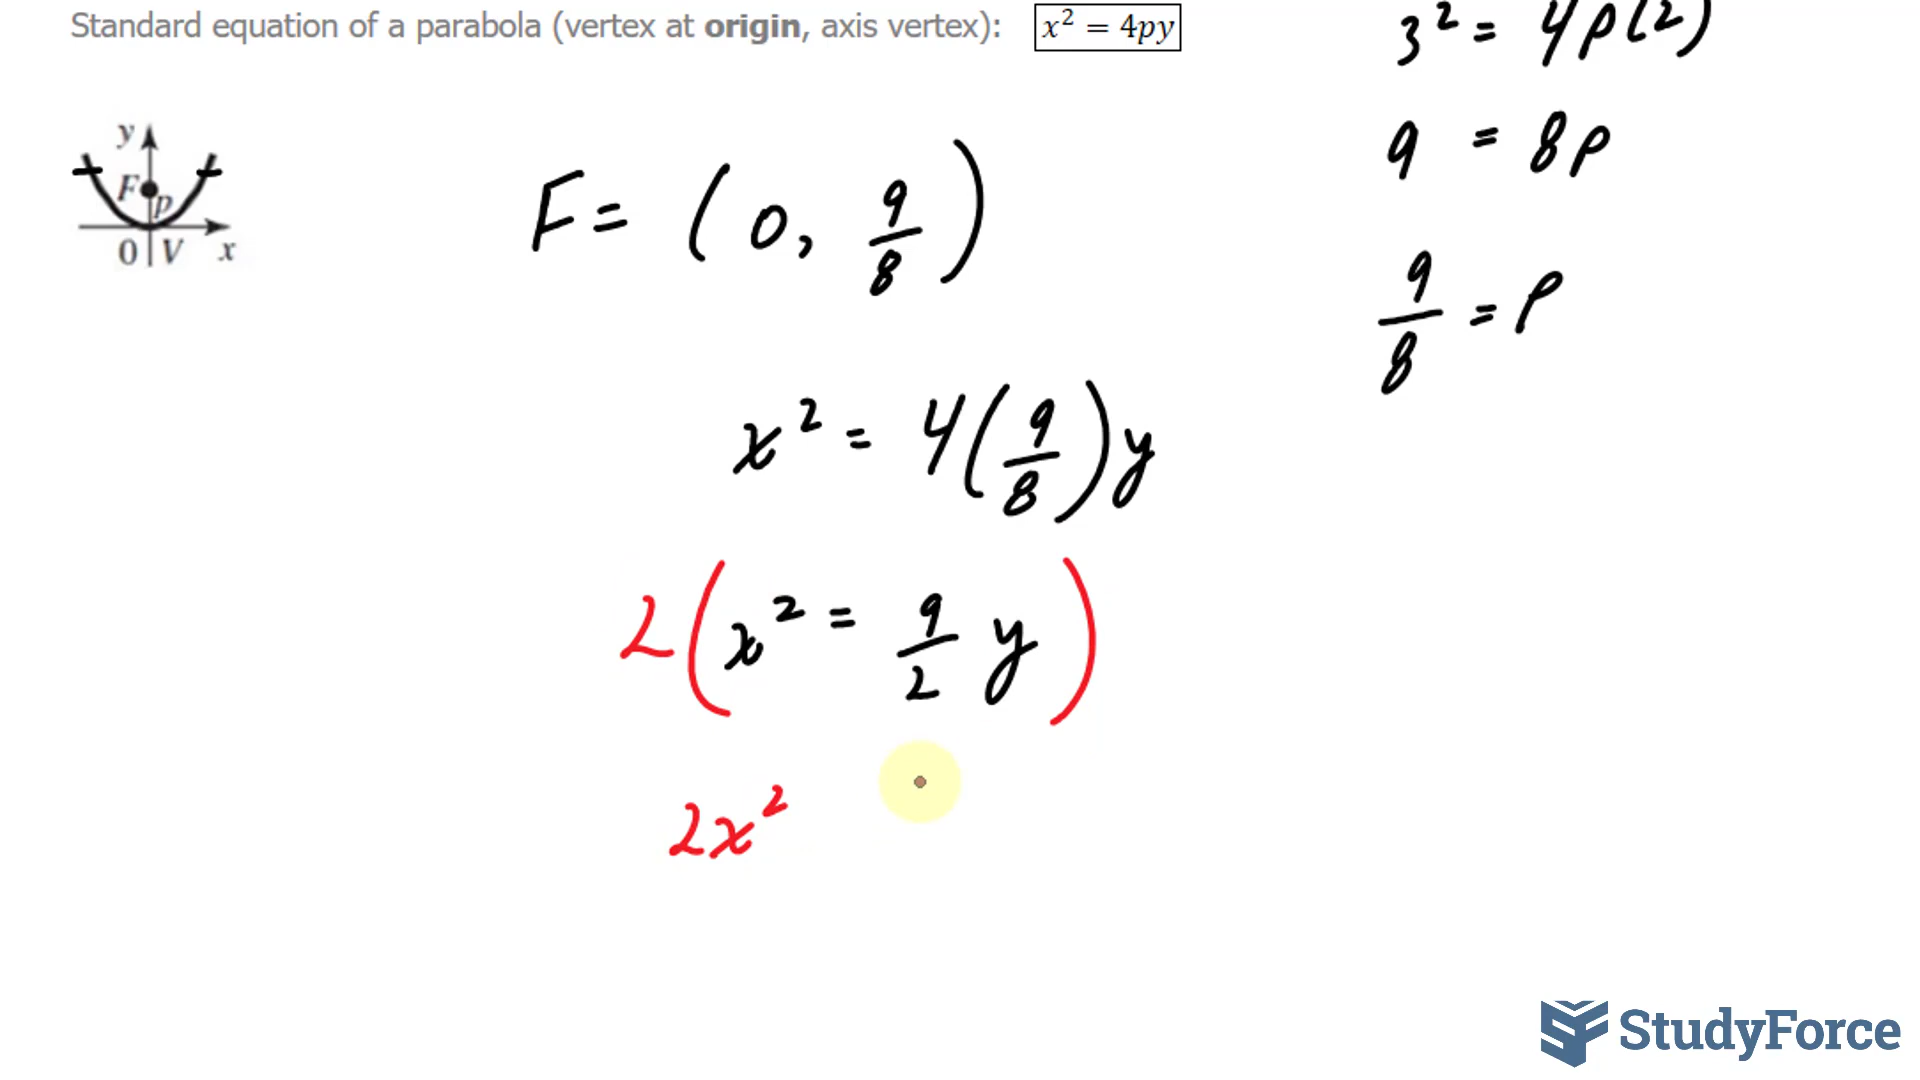 Standard equation of a parabola (vertex at origin, axis vertex): x² = 4py
3² = 4p(2)
9 = 8p
9/8 = p
y
F
p
0 V x
F = (0, 9/8)
x² = 4(9/8)y
2(x² = 9/2 y)
2x²
StudyForce